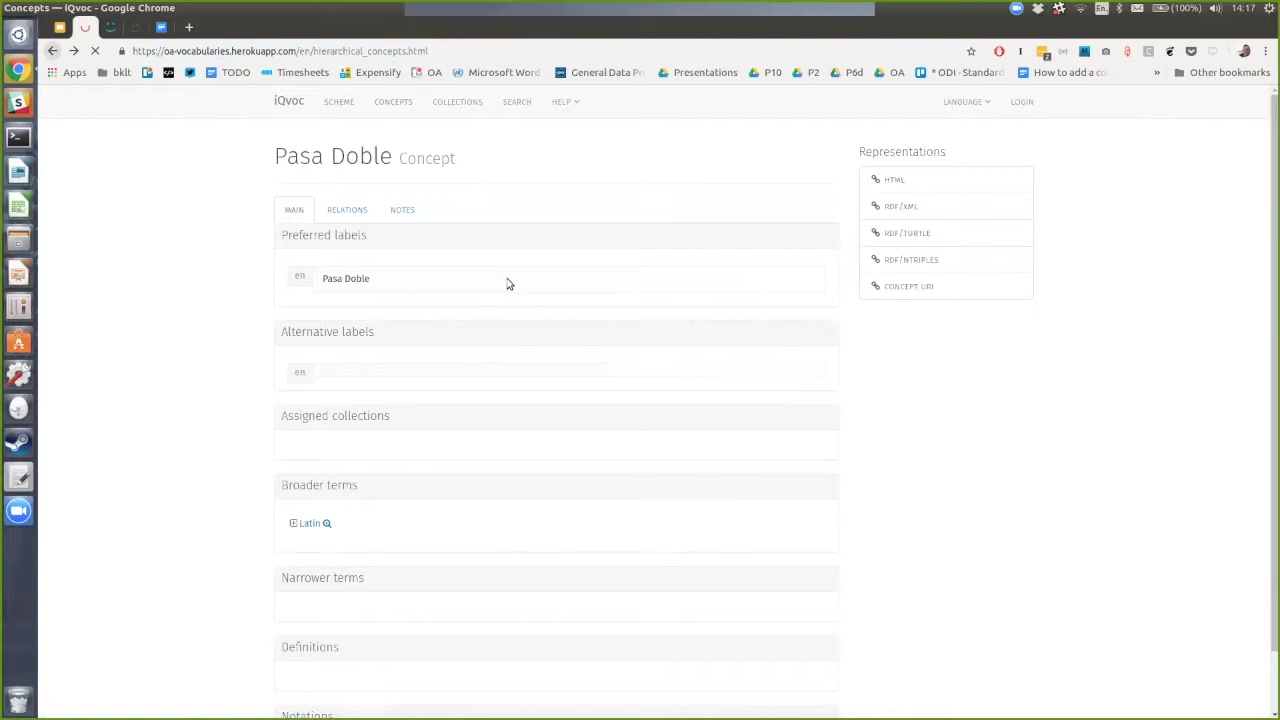 Concepts — iQvoc - Google Chrome
En
(100%)
14:17
https://oa-vocabularies.herokuapp.com/en/hierarchical_concepts.html
Apps
bklt
TODO
Timesheets
Expensify
OA
Microsoft Word
General Data Pr
Presentations
P10
P2
P6d
OA
* ODI - Standard
How to add a co
»
Other bookmarks
iQvoc
SCHEME
CONCEPTS
COLLECTIONS
SEARCH
HELP
LANGUAGE
LOGIN
Pasa Doble Concept
Representations
HTML
RDF/XML
RDF/TURTLE
RDF/NTRIPLES
CONCEPT URI
MAIN
RELATIONS
NOTES
Preferred labels
en
Pasa Doble
Alternative labels
en
Assigned collections
Broader terms
Latin
Narrower terms
Definitions
Notations